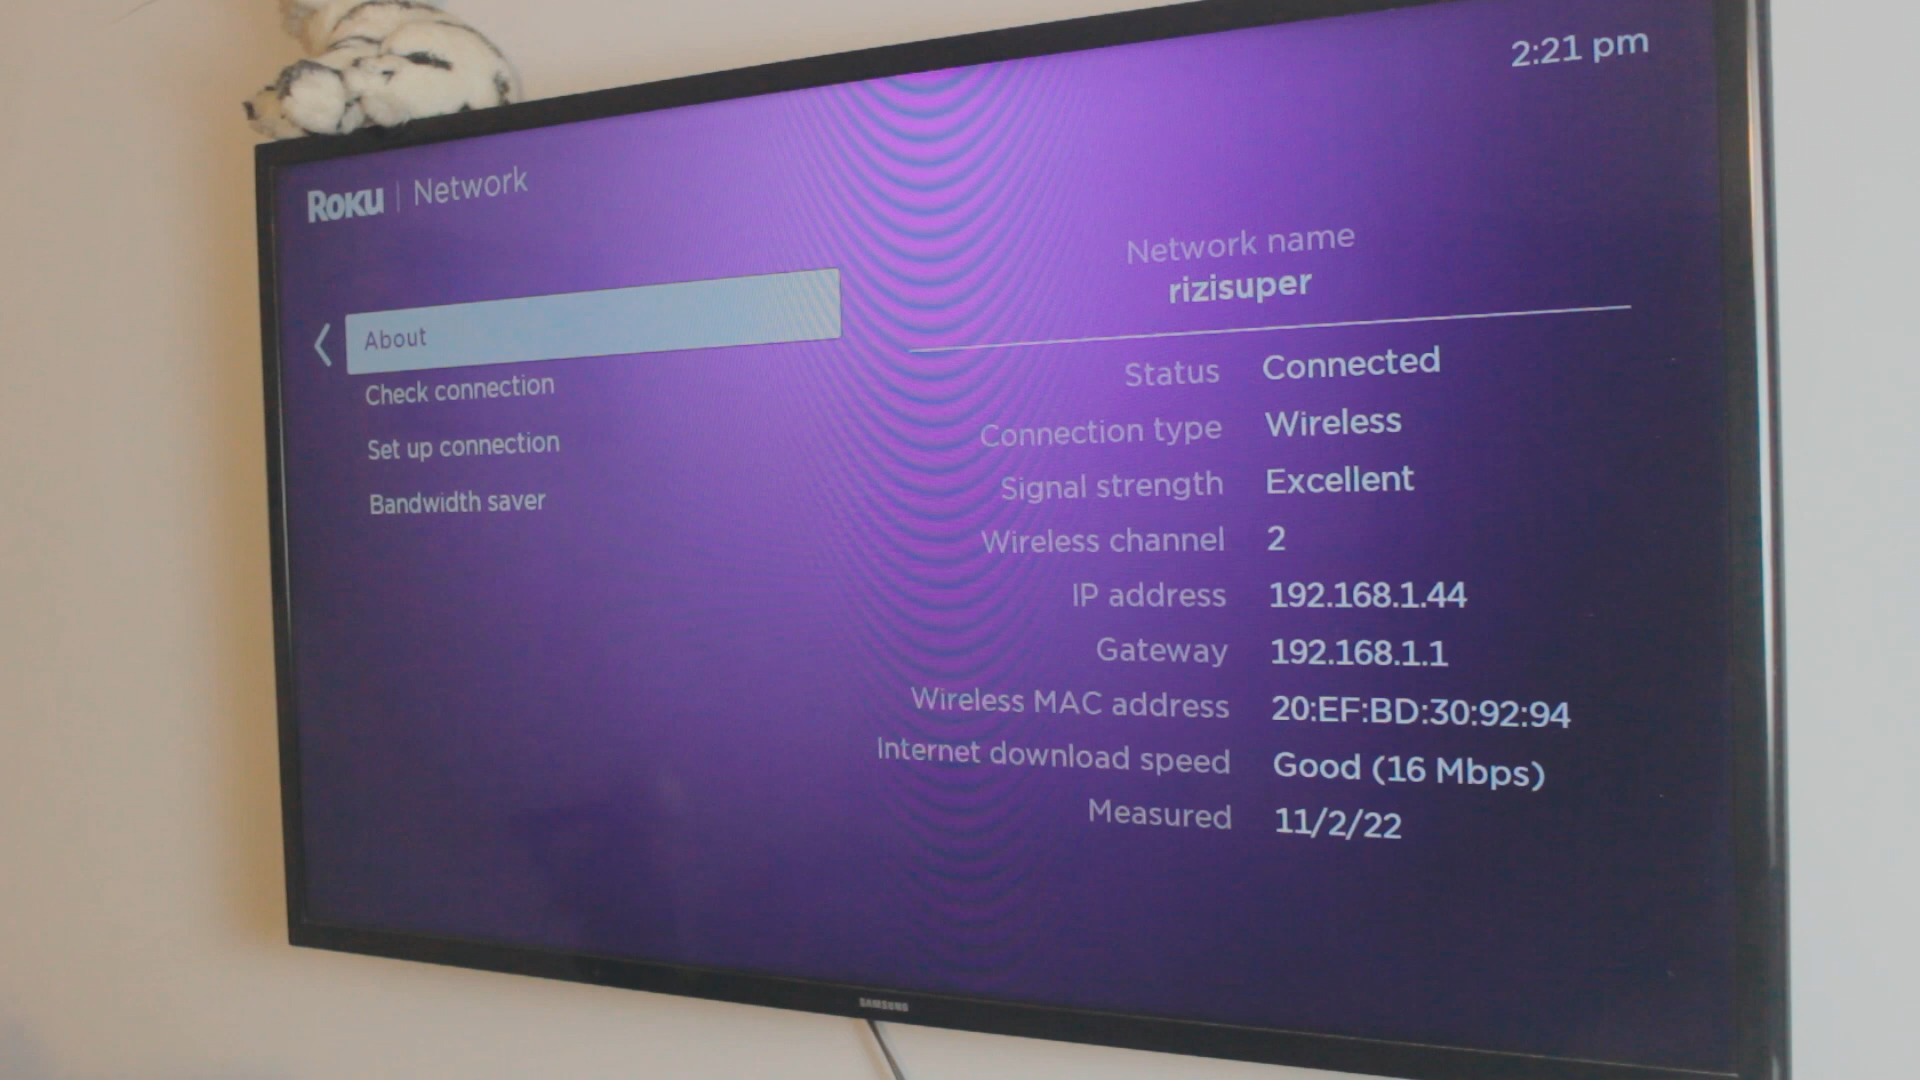 2:21 pm
Roku | Network
About
Check connection
Set up connection
Bandwidth saver
Network name
rizisuper
Status Connected
Connection type Wireless
Signal strength Excellent
Wireless channel 2
IP address 192.168.1.44
Gateway 192.168.1.1
Wireless MAC address 20:EF:BD:30:92:94
Internet download speed Good (16 Mbps)
Measured 11/2/22
SAMSUNG